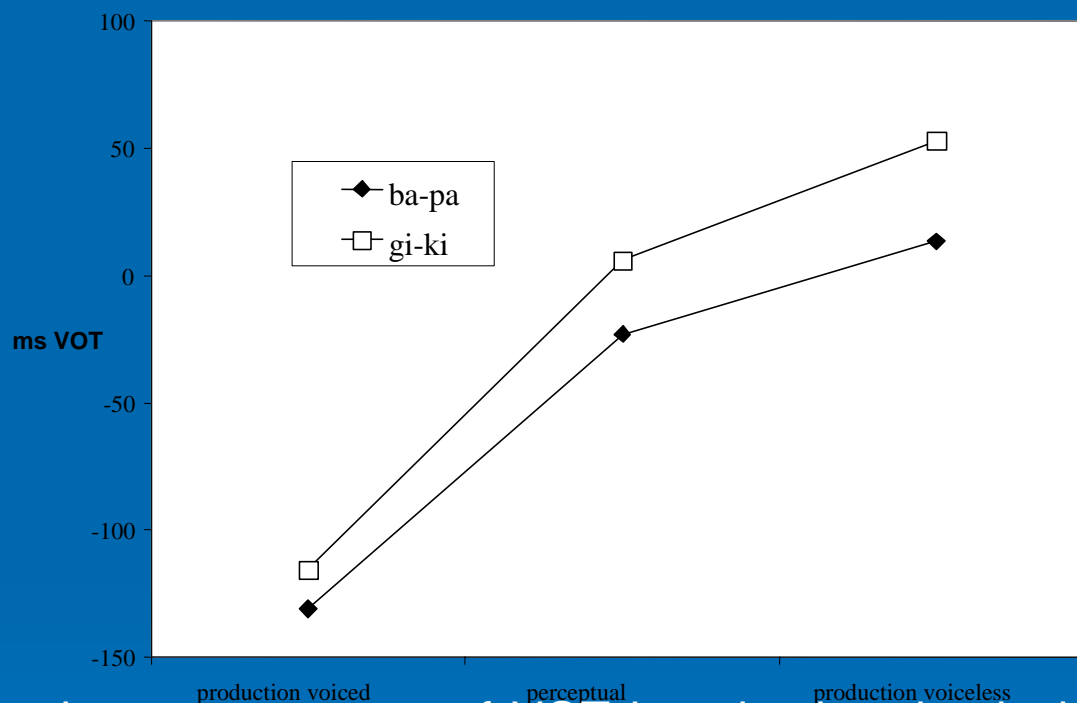 100
50
0
-50
-100
-150
ms VOT
ba-pa
gi-ki
production voiced
perceptual
production voiceless